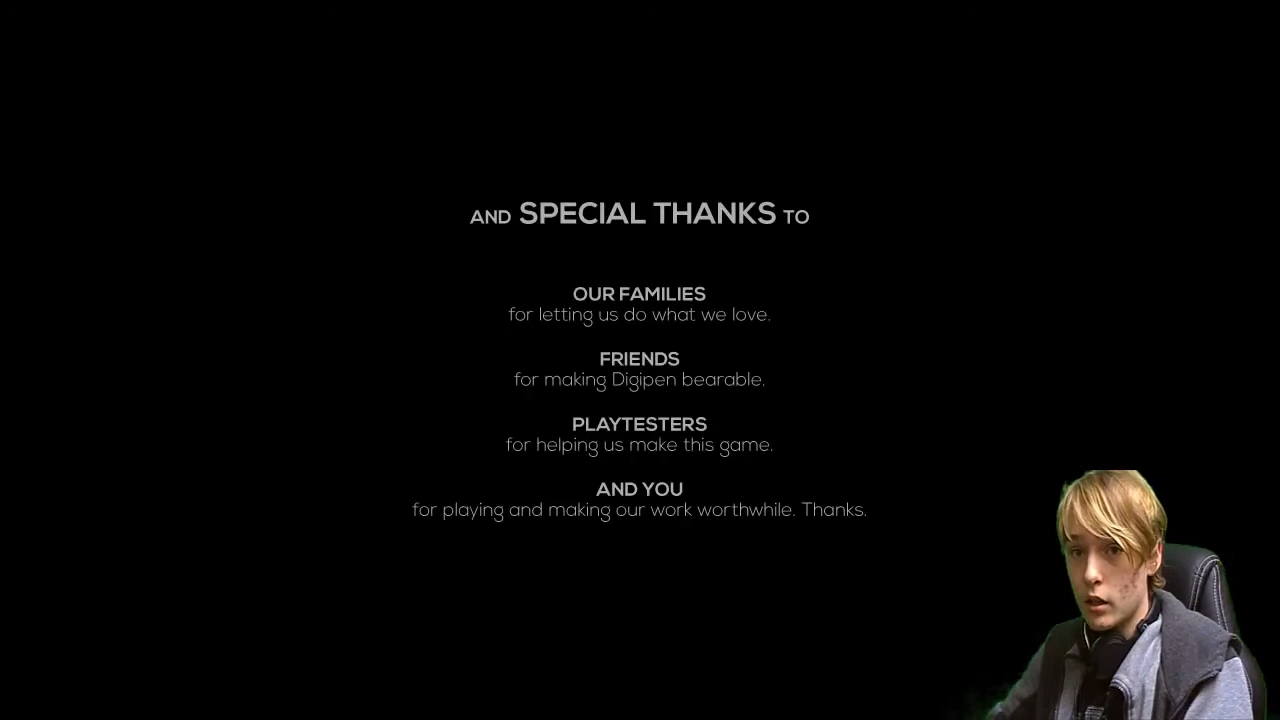 AND SPECIAL THANKS TO
OUR FAMILIES
for letting us do what we love.
FRIENDS
for making Digipen bearable.
PLAYTESTERS
for helping us make this game.
AND YOU
for playing and making our work worthwhile. Thanks.